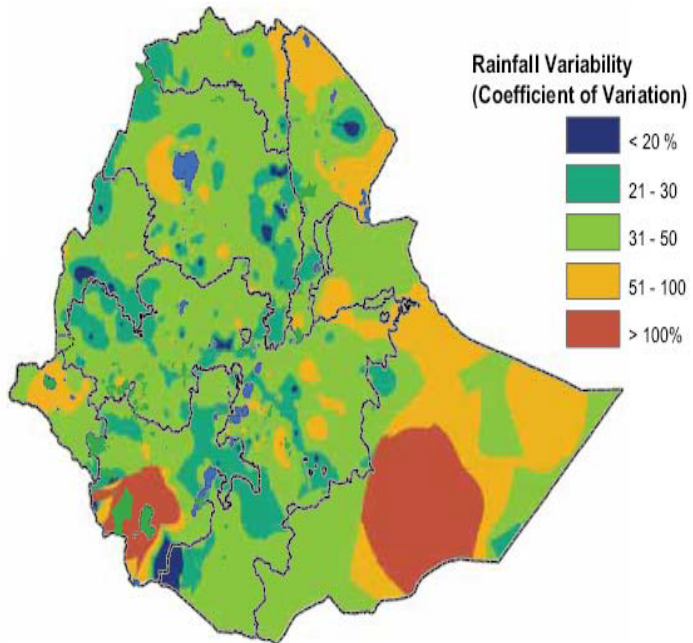 Rainfall Variability
(Coefficient of Variation)
< 20 %
21 - 30
31 - 50
51 - 100
> 100%